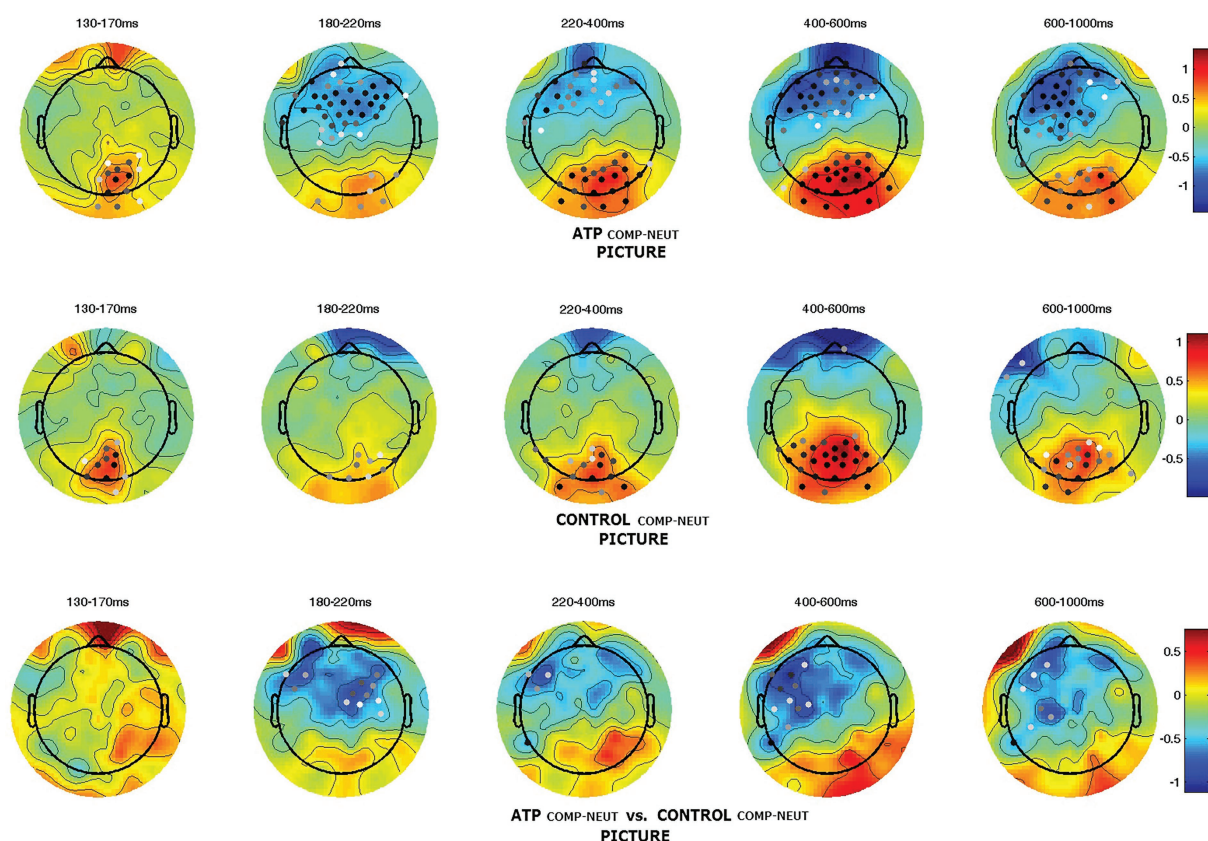 130-170ms 180-220ms 220-400ms 400-600ms 600-1000ms
1
0.5
0
-0.5
-1
ATP COMP-NEUT
PICTURE
130-170ms 180-220ms 220-400ms 400-600ms 600-1000ms
1
0.5
0
-0.5
CONTROL COMP-NEUT
PICTURE
130-170ms 180-220ms 220-400ms 400-600ms 600-1000ms
0.5
0
-0.5
-1
ATP COMP-NEUT vs. CONTROL COMP-NEUT
PICTURE